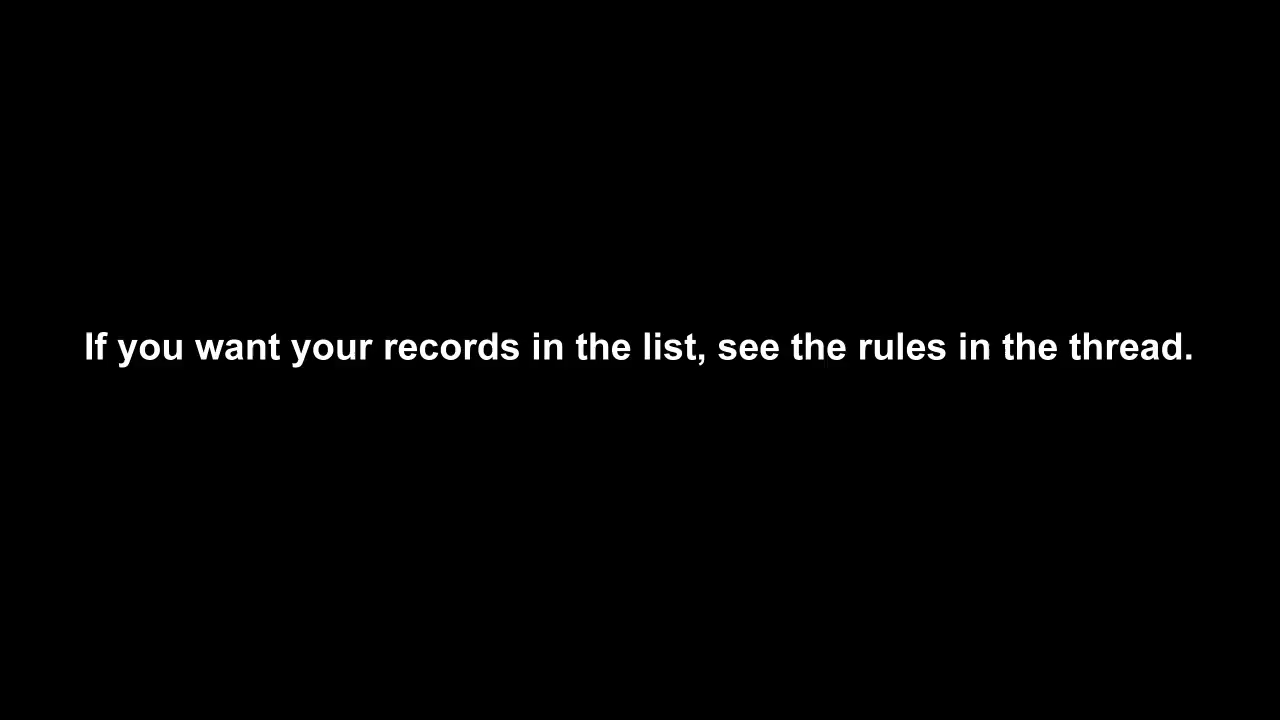 If you want your records in the list, see the rules in the thread.